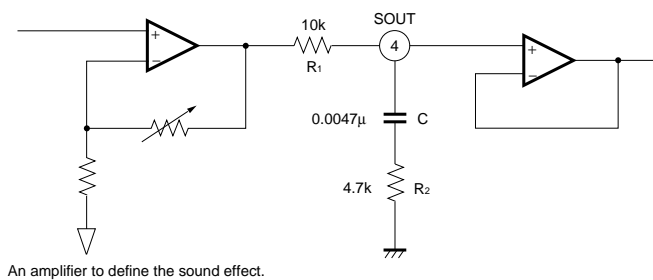 10k
R1
SOUT
4
+
−
+
−
0.0047μ C
4.7k R2
An amplifier to define the sound effect.